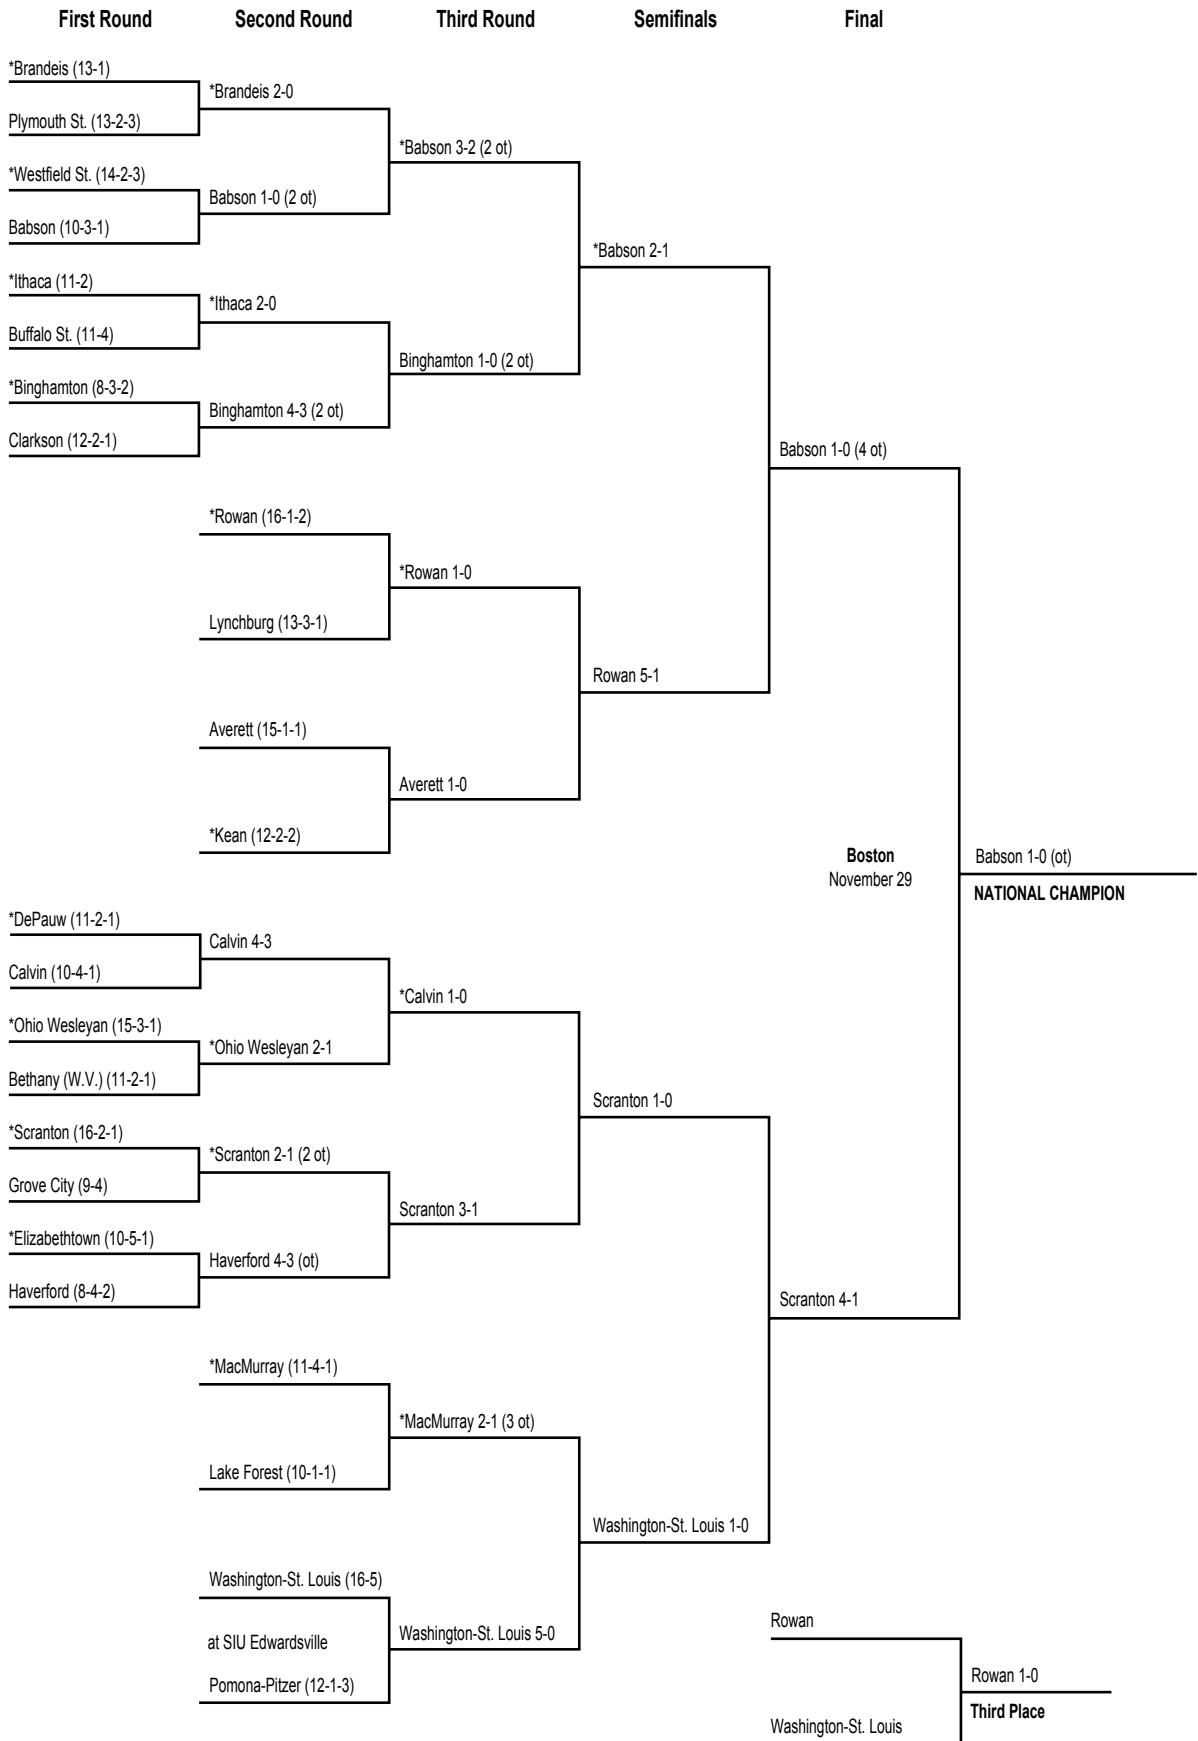 First Round
Second Round
Third Round
Semifinals
Final
*Brandeis (13-1)
*Brandeis 2-0
Plymouth St. (13-2-3)
*Babson 3-2 (2 ot)
*Westfield St. (14-2-3)
Babson 1-0 (2 ot)
Babson (10-3-1)
*Babson 2-1
*Ithaca (11-2)
*Ithaca 2-0
Buffalo St. (11-4)
Binghamton 1-0 (2 ot)
*Binghamton (8-3-2)
Binghamton 4-3 (2 ot)
Clarkson (12-2-1)
Babson 1-0 (4 ot)
*Rowan (16-1-2)
*Rowan 1-0
Lynchburg (13-3-1)
Rowan 5-1
Averett (15-1-1)
Averett 1-0
*Kean (12-2-2)
Boston
November 29
Babson 1-0 (ot)
NATIONAL CHAMPION
*DePauw (11-2-1)
Calvin 4-3
Calvin (10-4-1)
*Calvin 1-0
*Ohio Wesleyan (15-3-1)
*Ohio Wesleyan 2-1
Bethany (W.V.) (11-2-1)
Scranton 1-0
*Scranton (16-2-1)
*Scranton 2-1 (2 ot)
Grove City (9-4)
Scranton 3-1
*Elizabethtown (10-5-1)
Haverford 4-3 (ot)
Haverford (8-4-2)
Scranton 4-1
*MacMurray (11-4-1)
*MacMurray 2-1 (3 ot)
Lake Forest (10-1-1)
Washington-St. Louis 1-0
Washington-St. Louis (16-5)
at SIU Edwardsville
Washington-St. Louis 5-0
Pomona-Pitzer (12-1-3)
Rowan
Rowan 1-0
Third Place
Washington-St. Louis